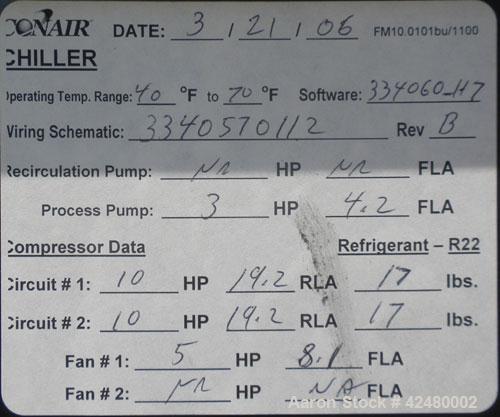 CONAIR DATE: 3 / 21 / 06 FM10.0101bu/1100
CHILLER
Operating Temp. Range: 40 °F to 70 °F Software: 334060_H7
Wiring Schematic: 3340570112 Rev B
Recirculation Pump: NA HP NA FLA
Process Pump: 3 HP 4.2 FLA
Compressor Data Refrigerant – R22
Circuit # 1: 10 HP 19.2 RLA 17 lbs.
Circuit # 2: 10 HP 19.2 RLA 17 lbs.
Fan # 1: 5 HP 8.1 FLA
Fan # 2: NA HP NA FLA
Aaron Stock # 42480002